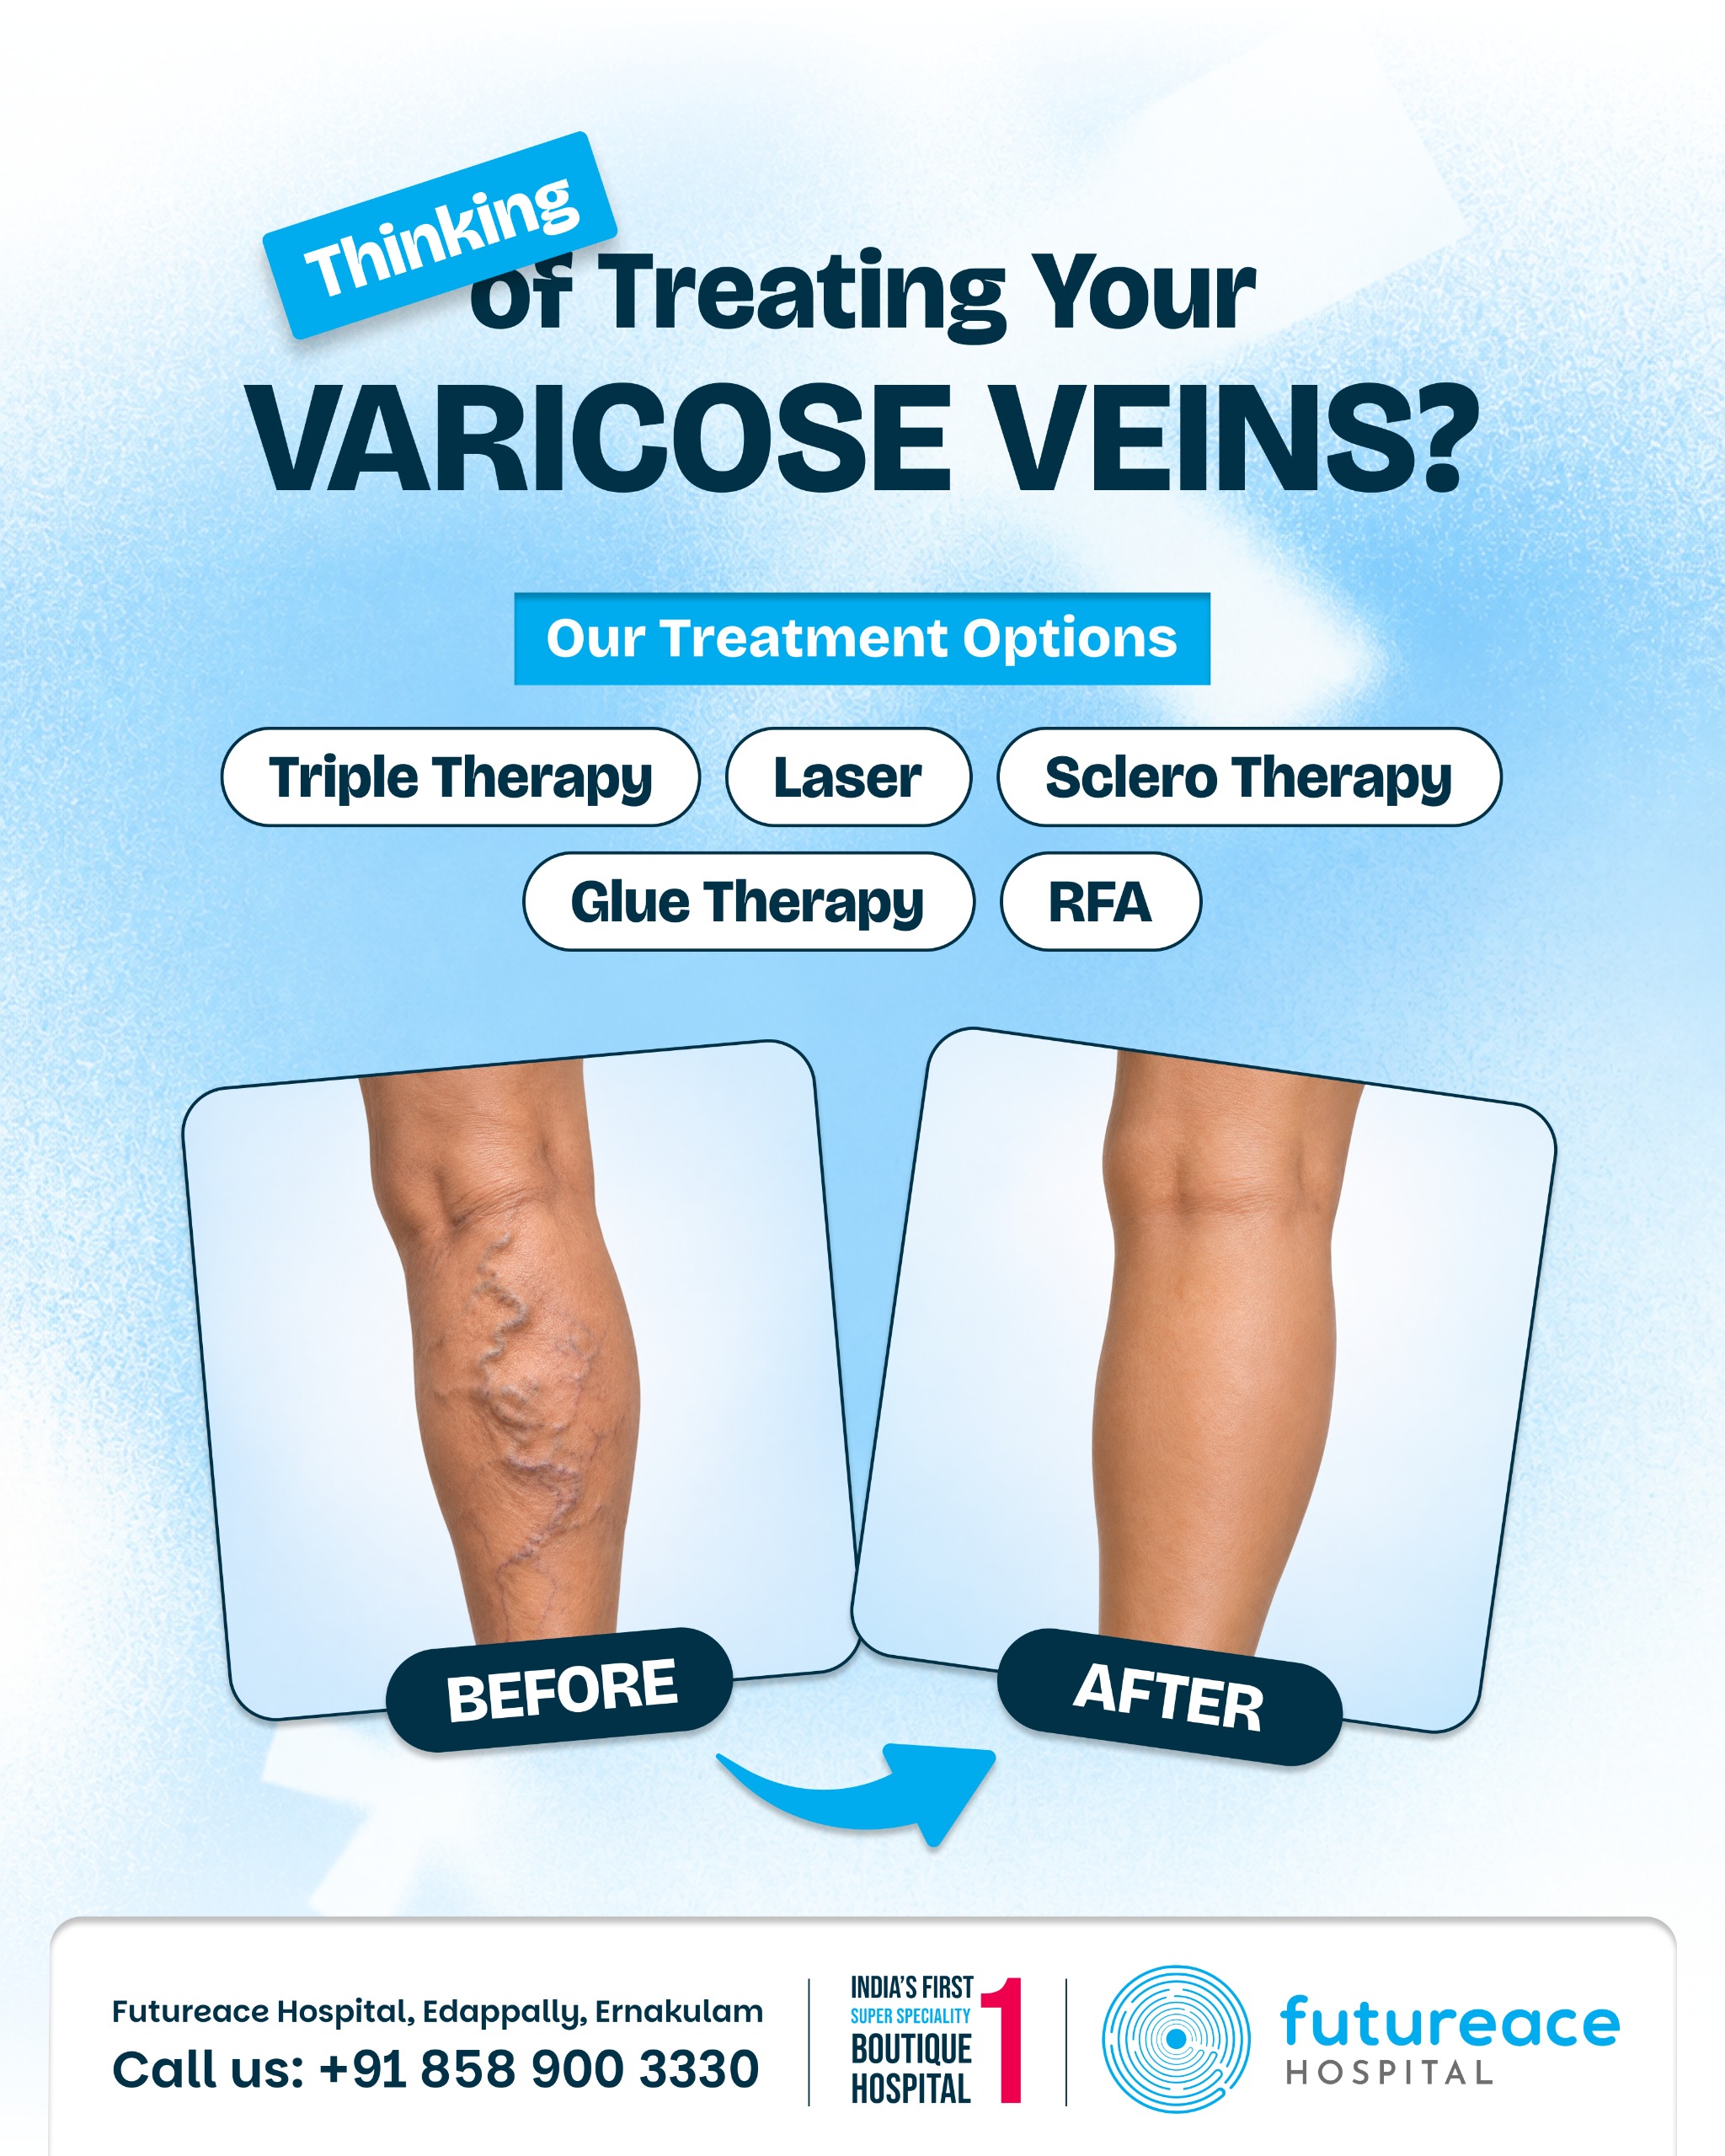 Thinking
of Treating Your
VARICOSE VEINS?
Our Treatment Options
Triple Therapy
Laser
Sclero Therapy
Glue Therapy
RFA
BEFORE
AFTER
Futureace Hospital, Edappally, Ernakulam
Call us: +91 858 900 3330
INDIA'S FIRST
SUPER SPECIALITY
BOUTIQUE
HOSPITAL
1
futureace
HOSPITAL